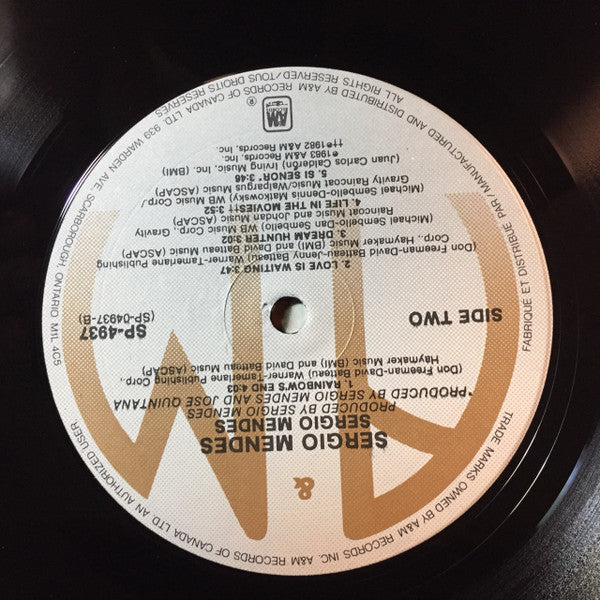 &
SERGIO MENDES
SERGIO MENDES
PRODUCED BY SERGIO MENDES
*PRODUCED BY SERGIO MENDES AND JOSE QUINTANA
1. RAINBOW'S END 4:03
(Don Freeman-David Batteau) Warner-Tamerlane Publishing Corp.,
Haymaker Music (BMI) and David Batteau Music (ASCAP)
SIDE TWO
SP-4937
(SP-04937-B)
2. LOVE IS WAITING 3:47
(Don Freeman-David Batteau/Jenny Batteau) Warner-Tamerlane Publishing
Corp., Haymaker Music (BMI) and David Batteau Music (ASCAP)
3. DREAM HUNTER 3:02
(Michael Sembello-Dan Sembello) WB Music Corp., Gravity
Raincoat Music and Johdan Music (ASCAP)
4. LIFE IN THE MOVIES†† 3:52
(Michael Sembello-Dennis Matkowsky) WB Music Corp.,
Gravity Raincoat Music/Walpergus Music (ASCAP)
5. SI SENOR* 3:46
(Juan Carlos Calderón) Irving Music, Inc. (BMI)
℗1983 A&M Records, Inc.
††℗1982 A&M Records, Inc.
A&M
RECORDS
®
TRADE MARKS OWNED BY A&M RECORDS INC. A&M RECORDS OF CANADA LTD AN AUTHORIZED USER
FABRIQUE ET DISTRIBUE PAR / MANUFACTURED AND DISTRIBUTED BY A&M RECORDS OF CANADA LTD. 939 WARDEN AVE. SCARBOROUGH, ONTARIO M1L 4C5
ALL RIGHTS RESERVED/TOUS DROITS RESERVES